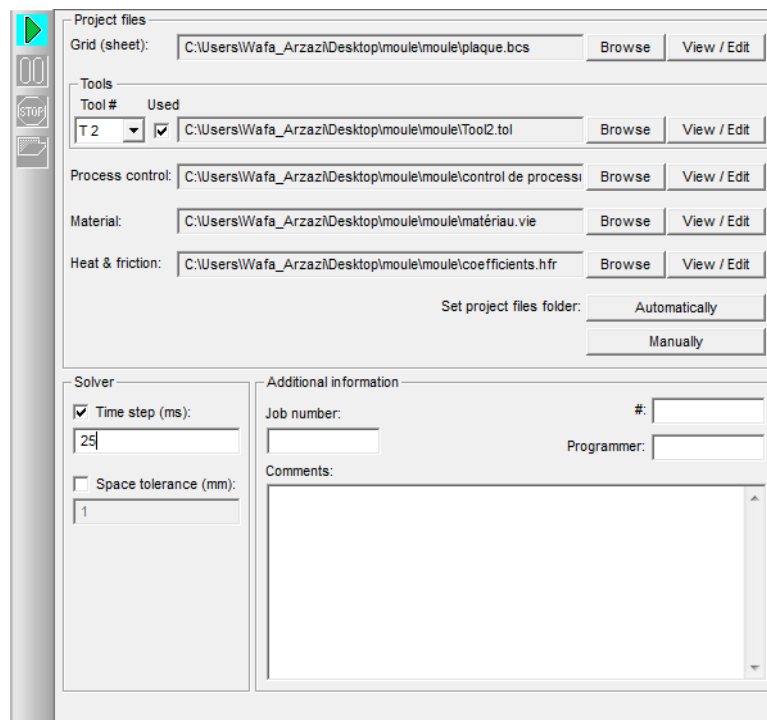 Project files
Grid (sheet): C:\Users\Wafa_Arzazi\Desktop\moule\moule\plaque.bcs Browse View / Edit
Tools
Tool # Used
STOP
T 2 C:\Users\Wafa_Arzazi\Desktop\moule\moule\Tool2.tol Browse View / Edit
Process control: C:\Users\Wafa_Arzazi\Desktop\moule\moule\control de processu Browse View / Edit
Material: C:\Users\Wafa_Arzazi\Desktop\moule\moule\matériau.vie Browse View / Edit
Heat & friction: C:\Users\Wafa_Arzazi\Desktop\moule\moule\coefficients.hfr Browse View / Edit
Set project files folder: Automatically
Manually
Solver
Additional information
Time step (ms):
25
Space tolerance (mm):
1
Job number:
#:
Programmer:
Comments: